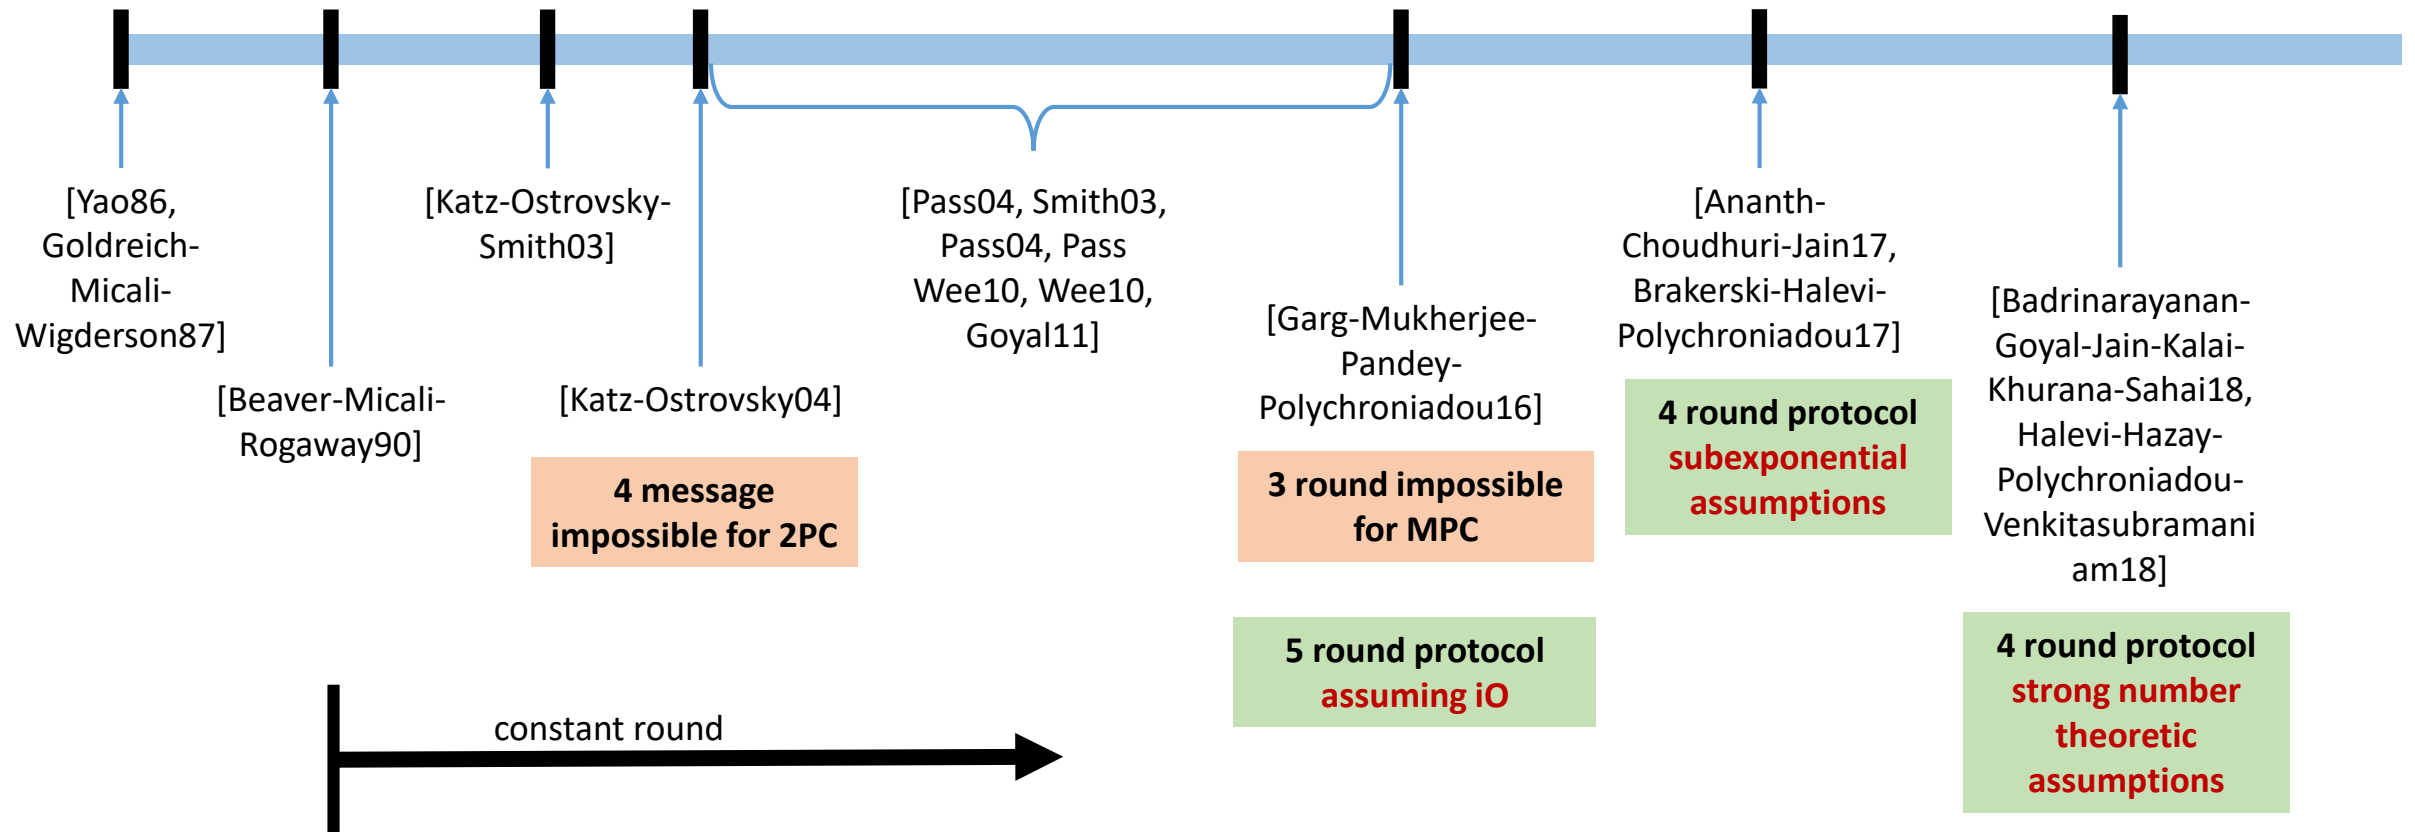 [Yao86,
Goldreich-
Micali-
Wigderson87]
[Beaver-Micali-
Rogaway90]
[Katz-Ostrovsky-
Smith03]
[Katz-Ostrovsky04]
4 message
impossible for 2PC
[Pass04, Smith03,
Pass04, Pass
Wee10, Wee10,
Goyal11]
[Garg-Mukherjee-
Pandey-
Polychroniadou16]
3 round impossible
for MPC
5 round protocol
assuming iO
[Ananth-
Choudhuri-Jain17,
Brakerski-Halevi-
Polychroniadou17]
4 round protocol
subexponential
assumptions
[Badrinarayanan-
Goyal-Jain-Kalai-
Khurana-Sahai18,
Halevi-Hazay-
Polychroniadou-
Venkitasubramani
am18]
4 round protocol
strong number
theoretic
assumptions
constant round